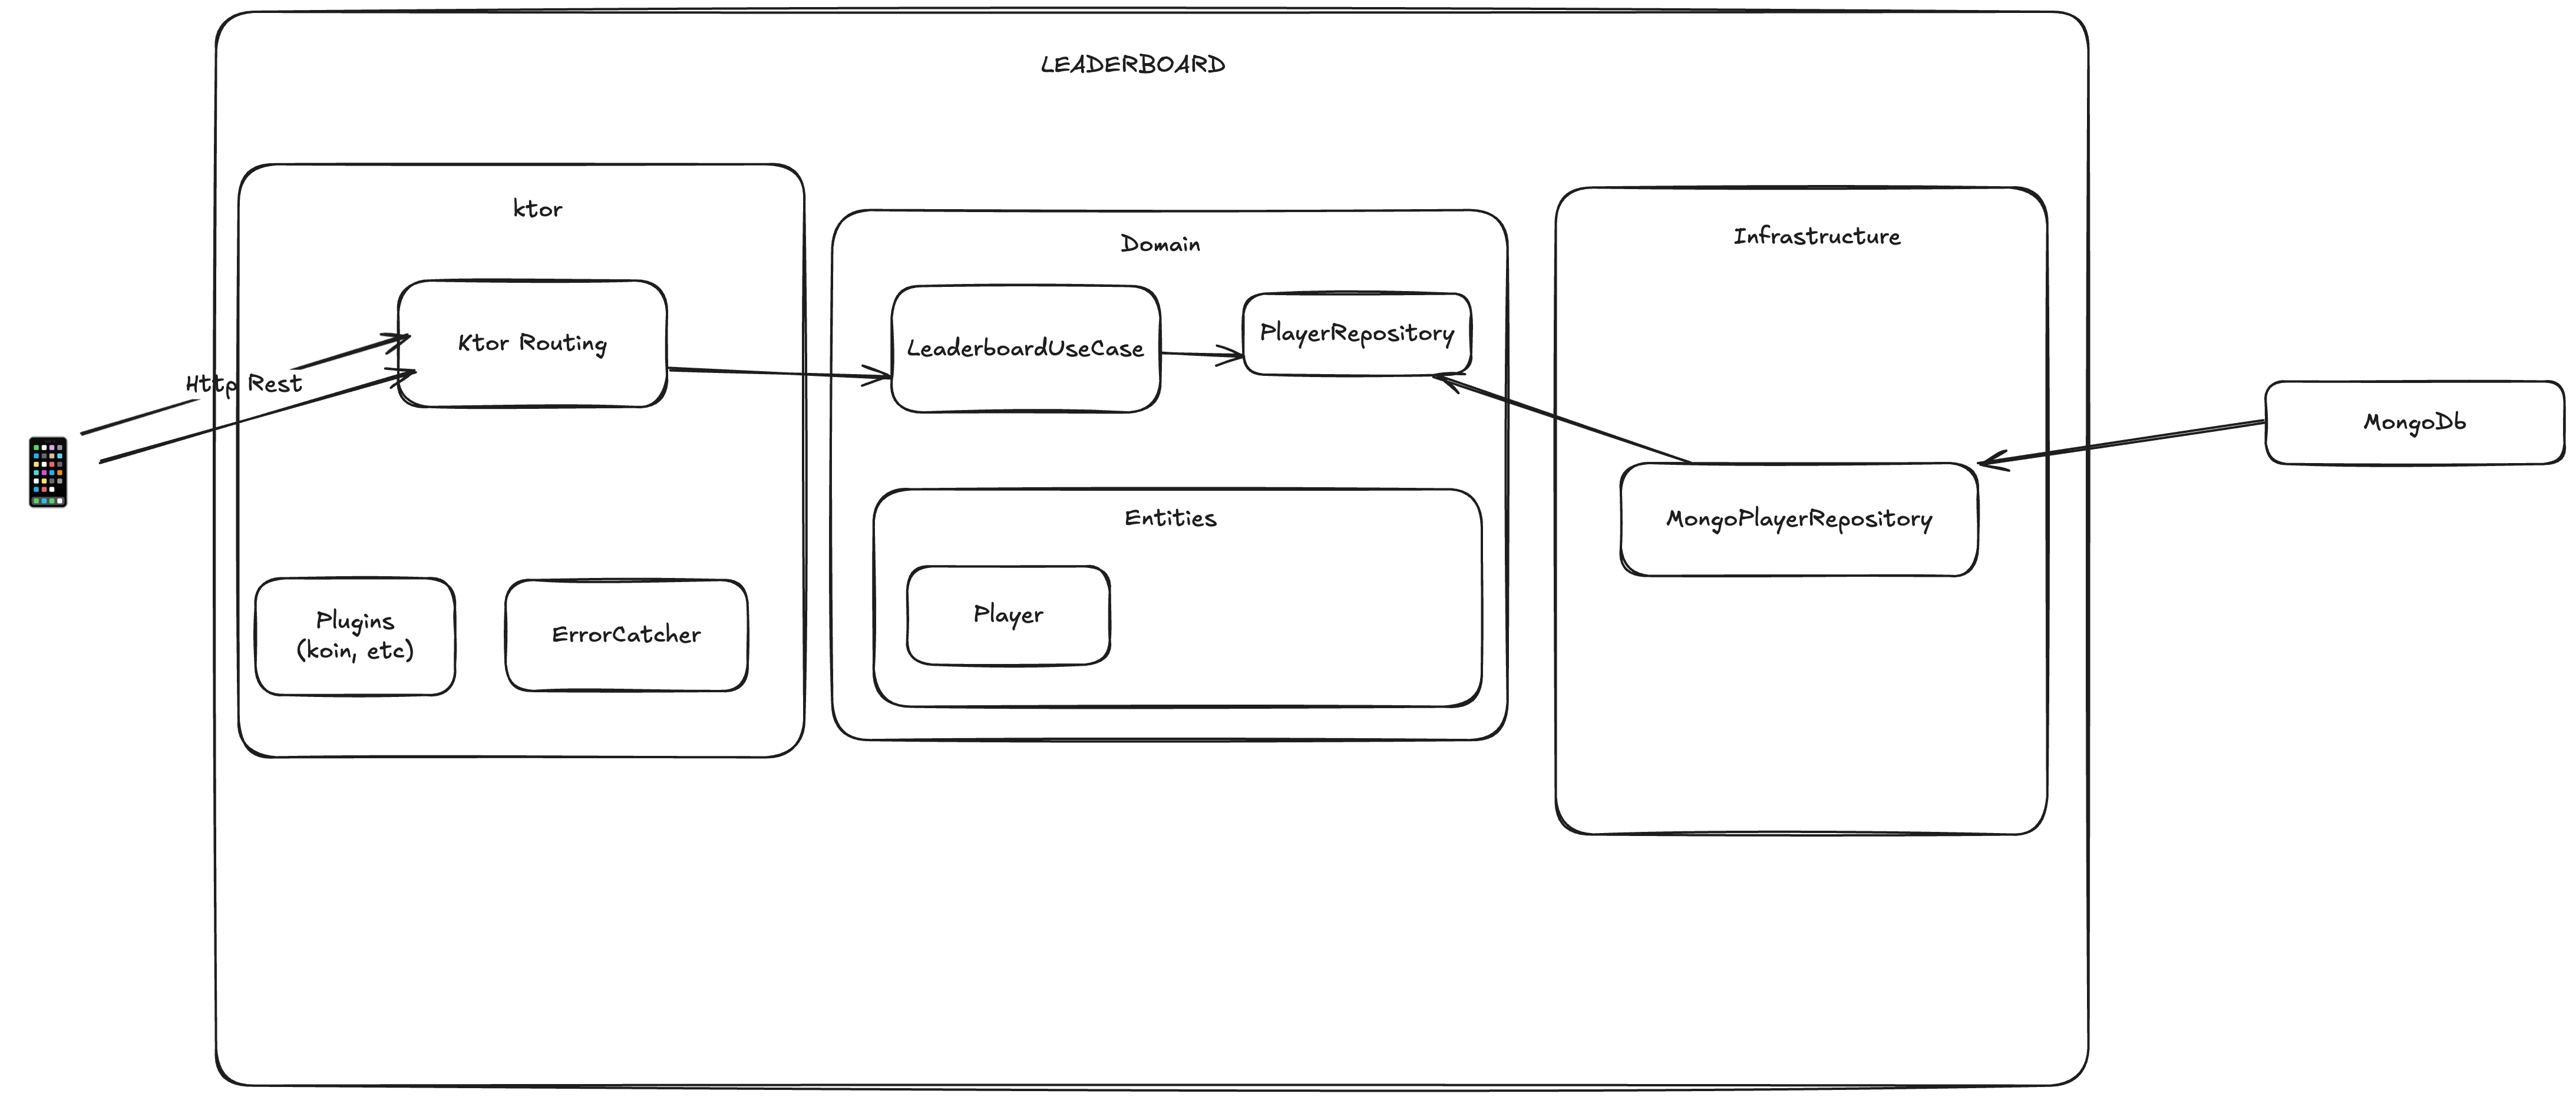 LEADERBOARD
ktor
Ktor Routing
Http Rest
Plugins
(koin, etc)
ErrorCatcher
Domain
LeaderboardUseCase
PlayerRepository
Entities
Player
Infrastructure
MongoPlayerRepository
MongoDb